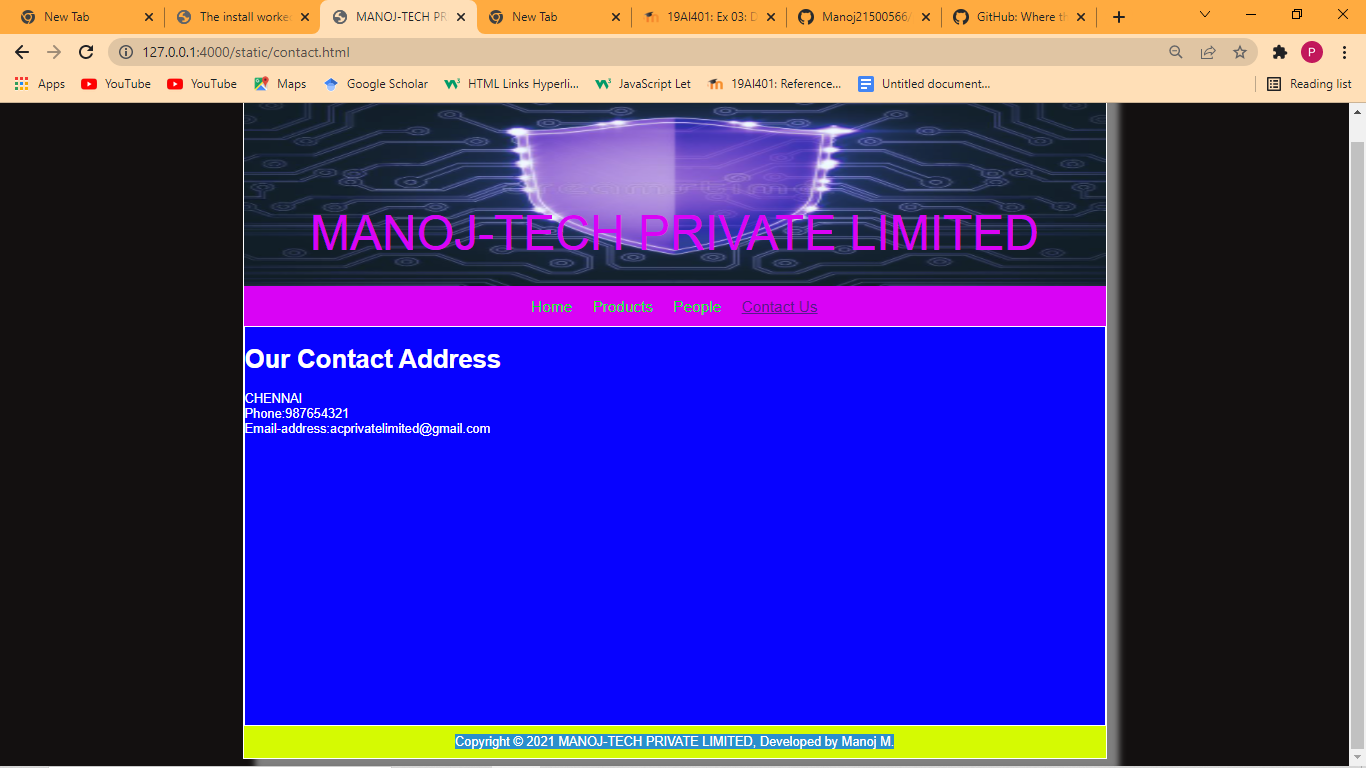 New Tab
The install worke
MANOJ-TECH PR
New Tab
19AI401: Ex 03: D
Manoj21500566/
GitHub: Where th
127.0.0.1:4000/static/contact.html
P
Apps
YouTube
YouTube
Maps
Google Scholar
HTML Links Hyperli...
JavaScript Let
19AI401: Reference...
Untitled document...
Reading list
MANOJ-TECH PRIVATE LIMITED
Home Products People Contact Us
Our Contact Address
CHENNAI
Phone:987654321
Email-address:acprivatelimited@gmail.com
Copyright © 2021 MANOJ-TECH PRIVATE LIMITED, Developed by Manoj M.